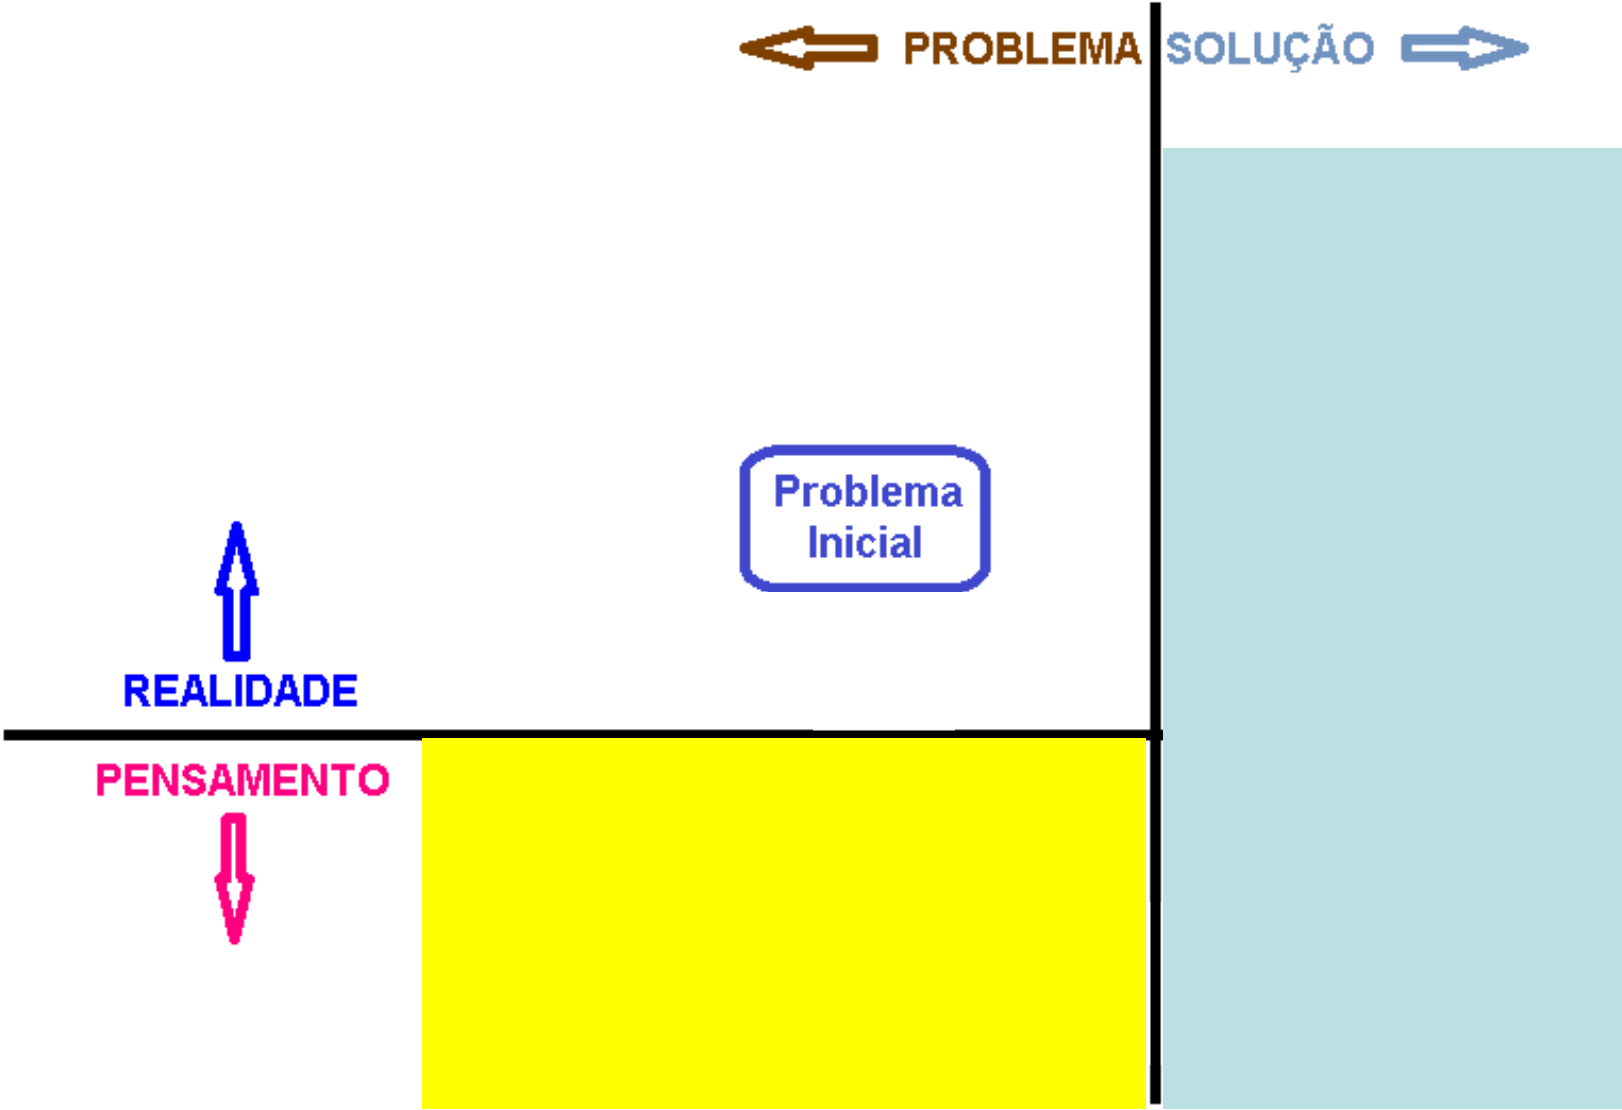 PROBLEMA SOLUÇÃO
Problema
Inicial
REALIDADE
PENSAMENTO